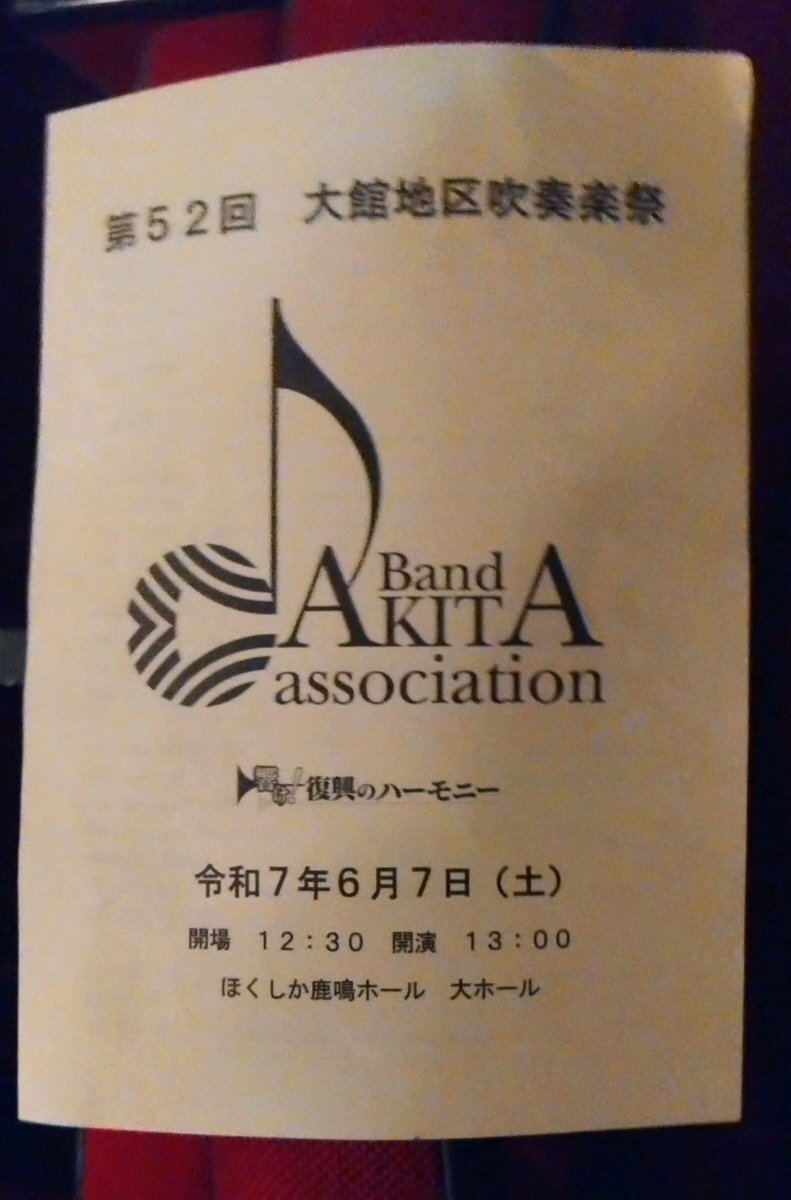 第５２回　大館地区吹奏楽祭
Band
AKITA
association
響け! 復興のハーモニー
令和７年６月７日（土）
開場　１２：３０　開演　１３：００
ほくしか鹿鳴ホール　大ホール